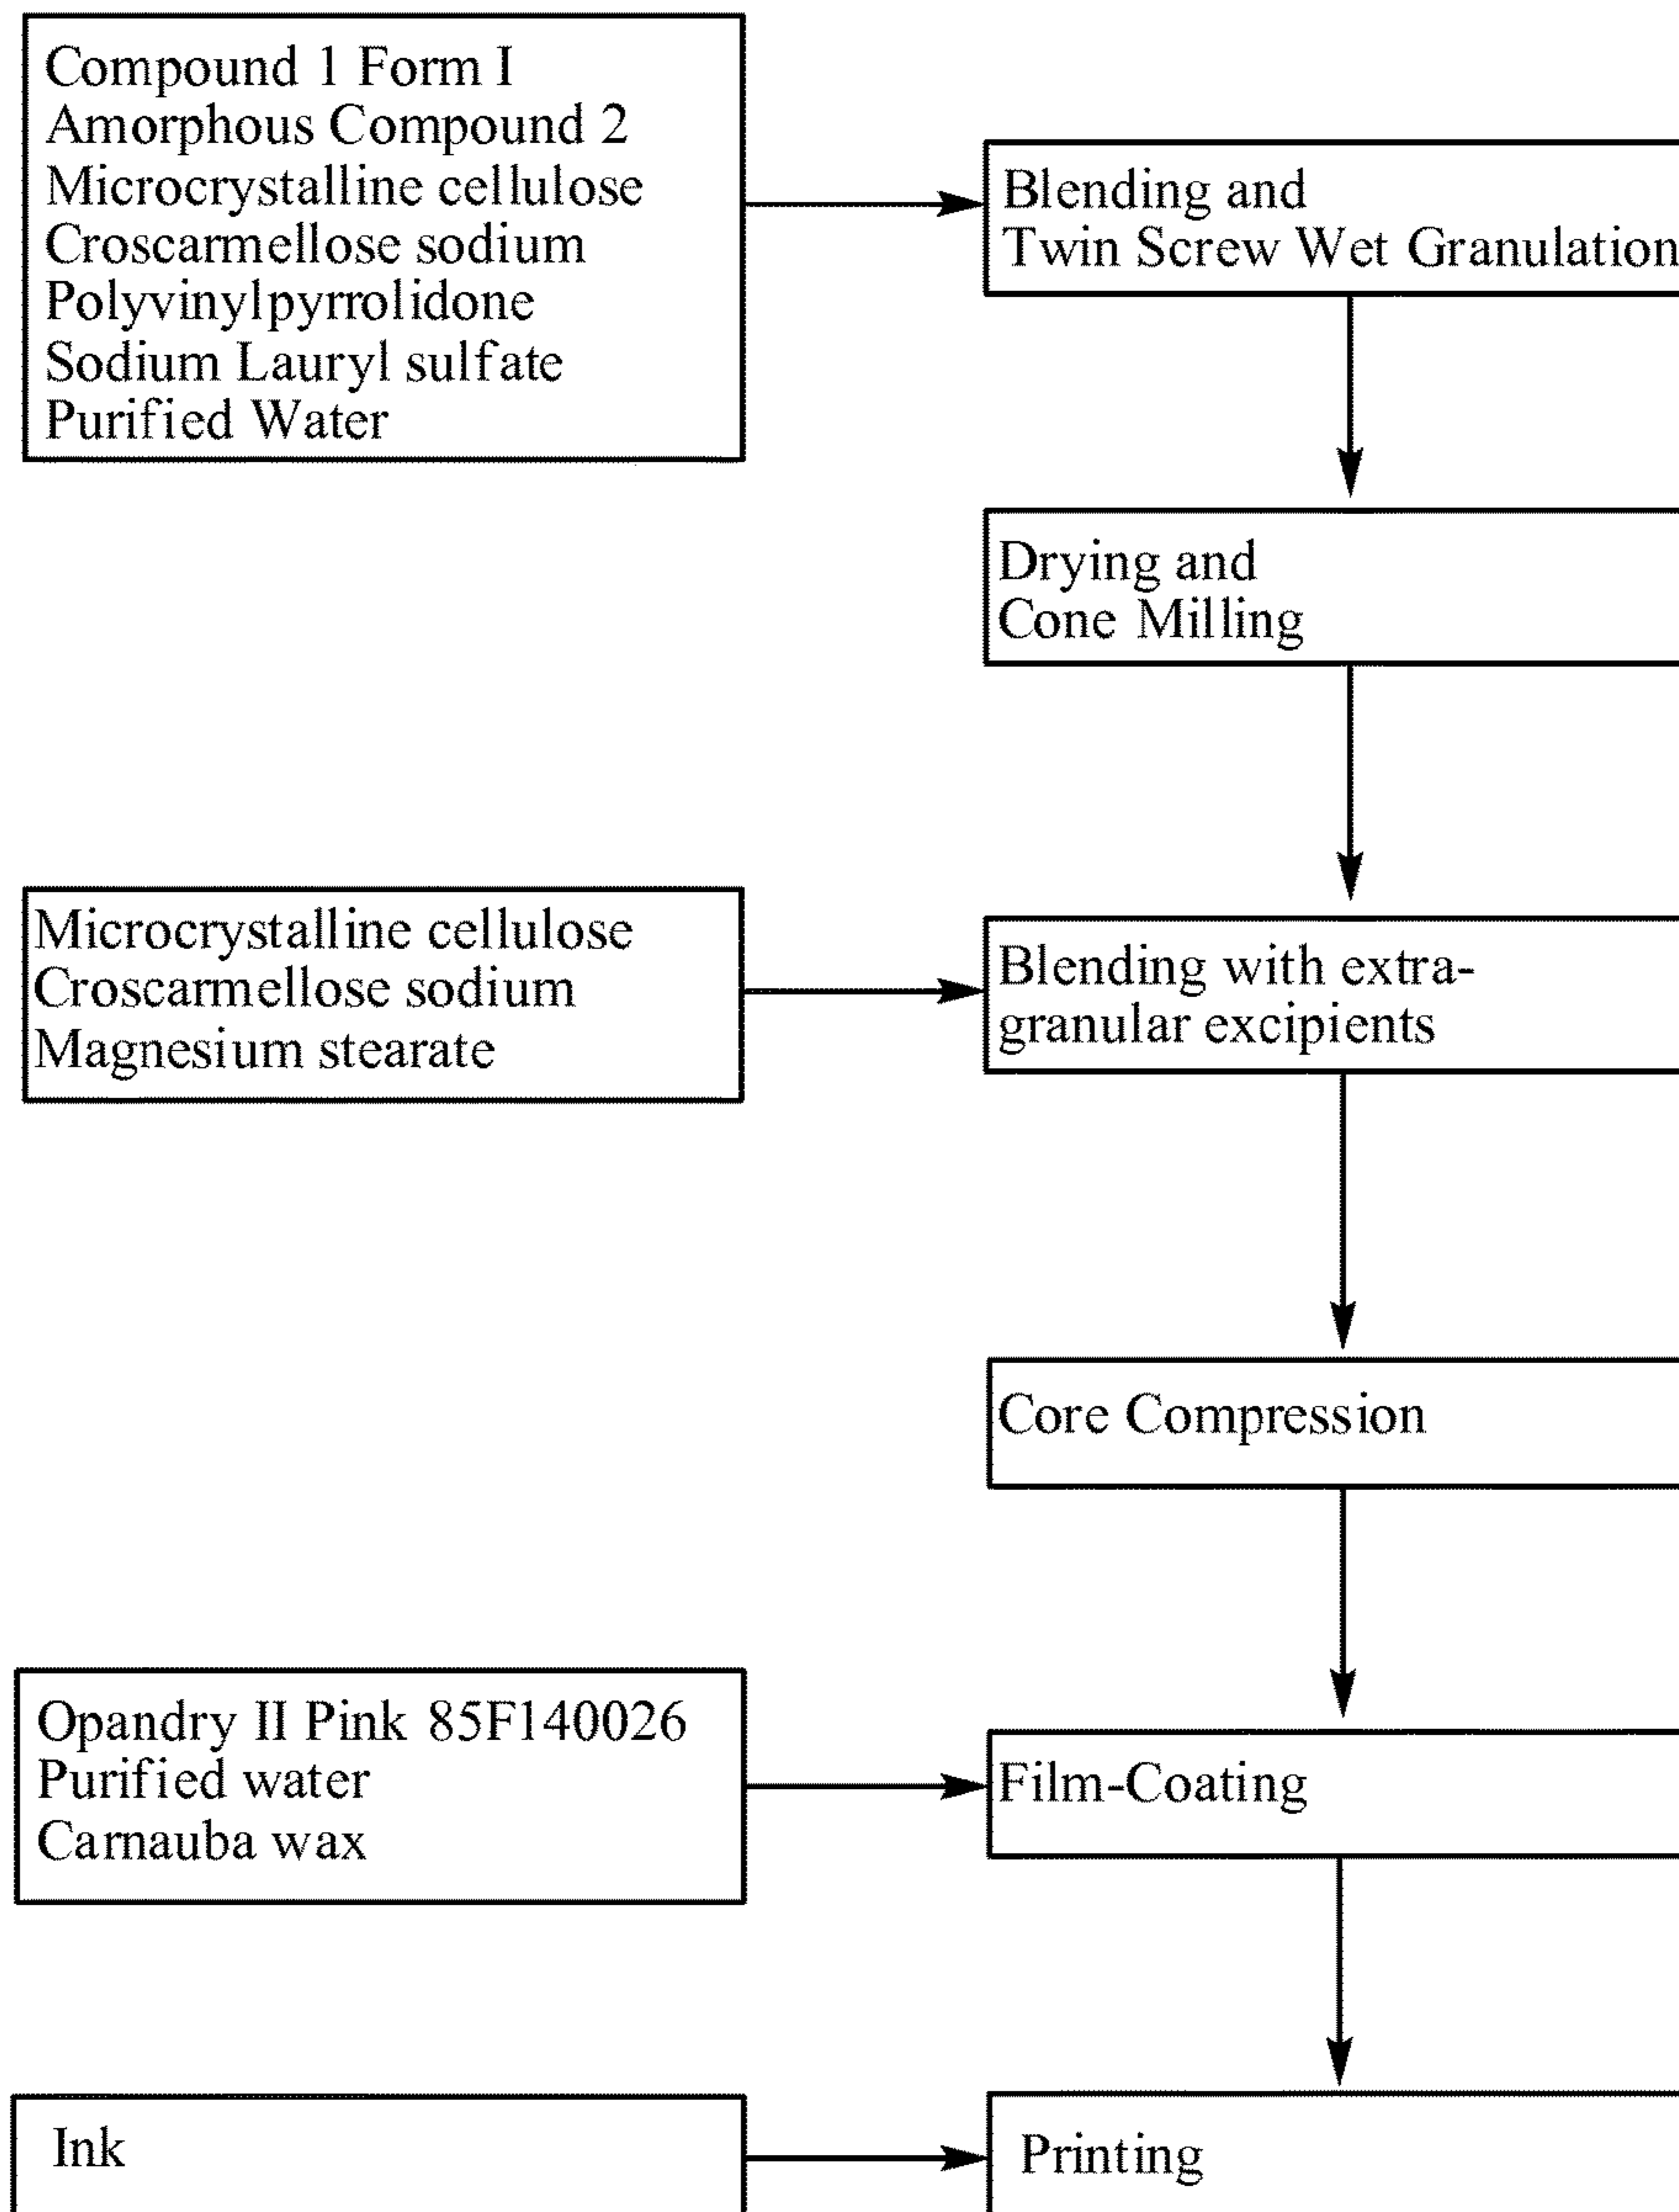 Compound 1 Form I
Amorphous Compound 2
Microcrystalline cellulose
Croscarmellose sodium
Polyvinylpyrrolidone
Sodium Lauryl sulfate
Purified Water
Blending and
Twin Screw Wet Granulation
Drying and
Cone Milling
Microcrystalline cellulose
Croscarmellose sodium
Magnesium stearate
Blending with extra-
granular excipients
Core Compression
Opandry II Pink 85F140026
Purified water
Carnauba wax
Film-Coating
Ink
Printing